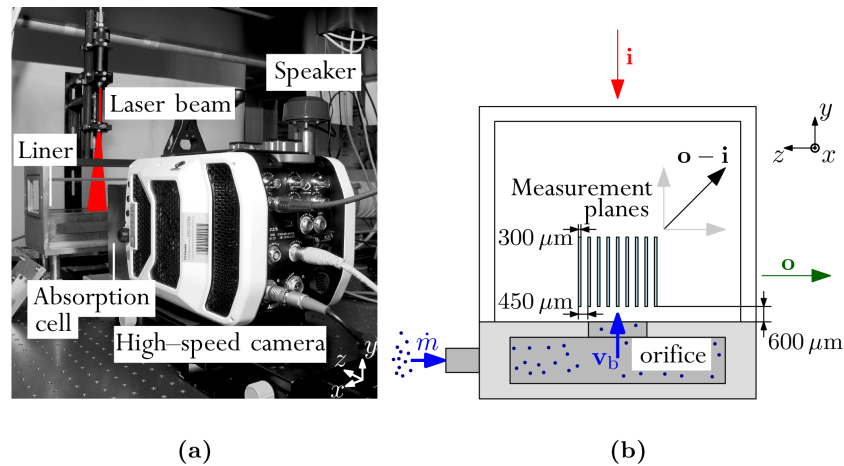 Speaker
Laser beam
Liner
Absorption
cell
High–speed camera
z y
x
(a)
i
y
z x
o − i
Measurement
planes
300 μm
o
450 μm
600 μm
ṁ
v_b
orifice
(b)